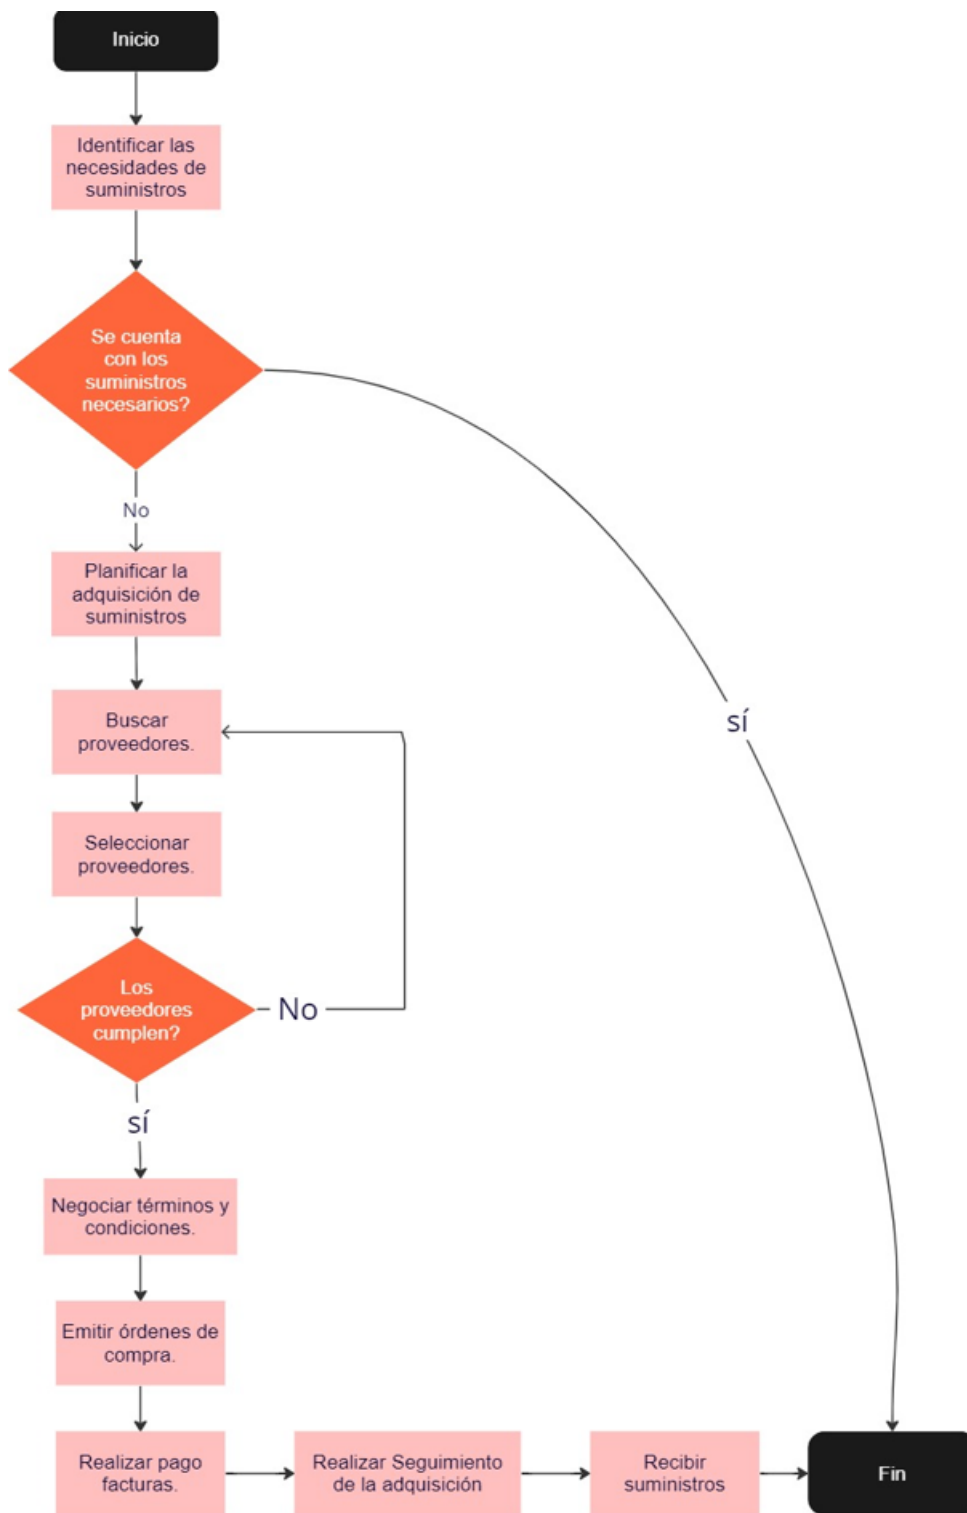 Inicio
Identificar las
necesidades de
suministros
Se cuenta
con los
suministros
necesarios?
No
Planificar la
adquisición de
suministros
sí
Buscar
proveedores.
Seleccionar
proveedores.
Los
proveedores
cumplen?
No
sí
Negociar términos y
condiciones.
Emitir órdenes de
compra.
Realizar pago
facturas.
Realizar Seguimiento
de la adquisición
Recibir
suministros
Fin